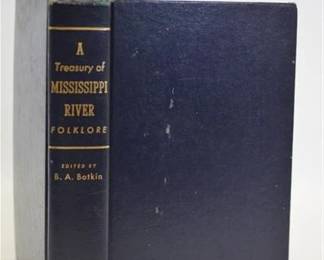 A
Treasury of
MISSISSIPPI
RIVER
FOLKLORE
EDITED BY
B. A. Botkin